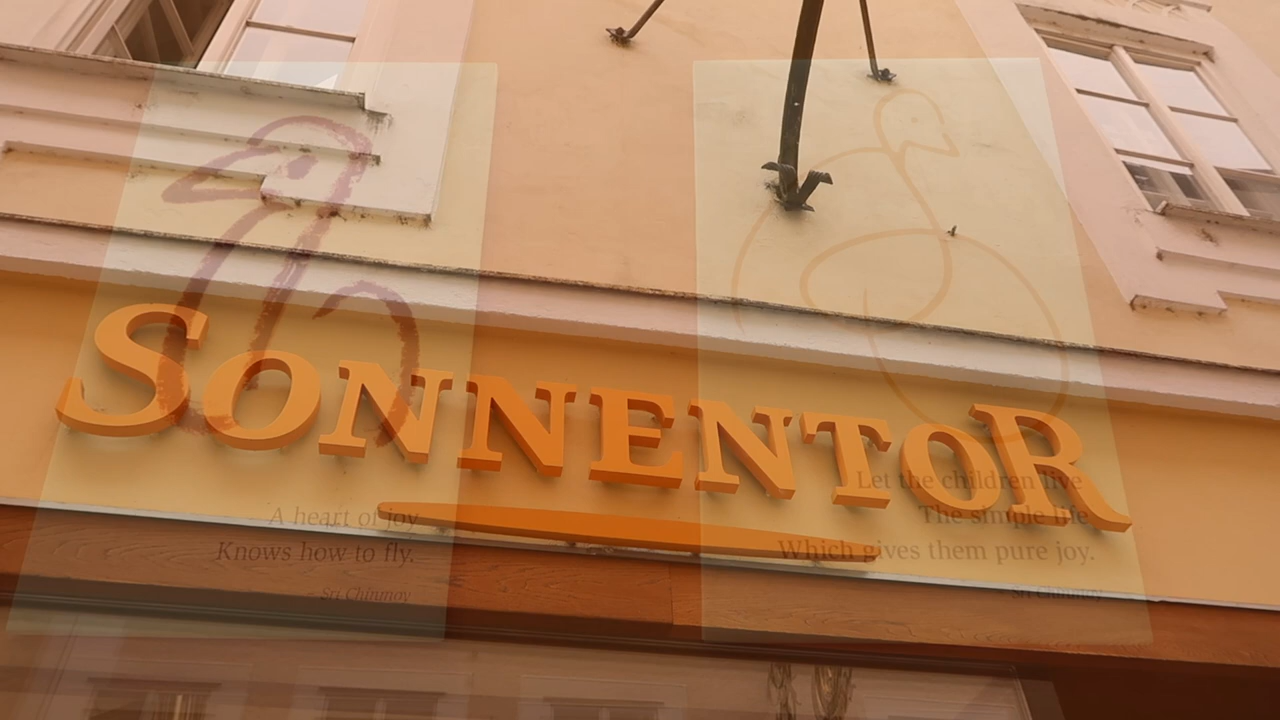 SONNENTOR
A heart of joy
Knows how to fly.
- Sri Chinmoy
Let the children live
The simple life
Which gives them pure joy.
- Sri Chinmoy